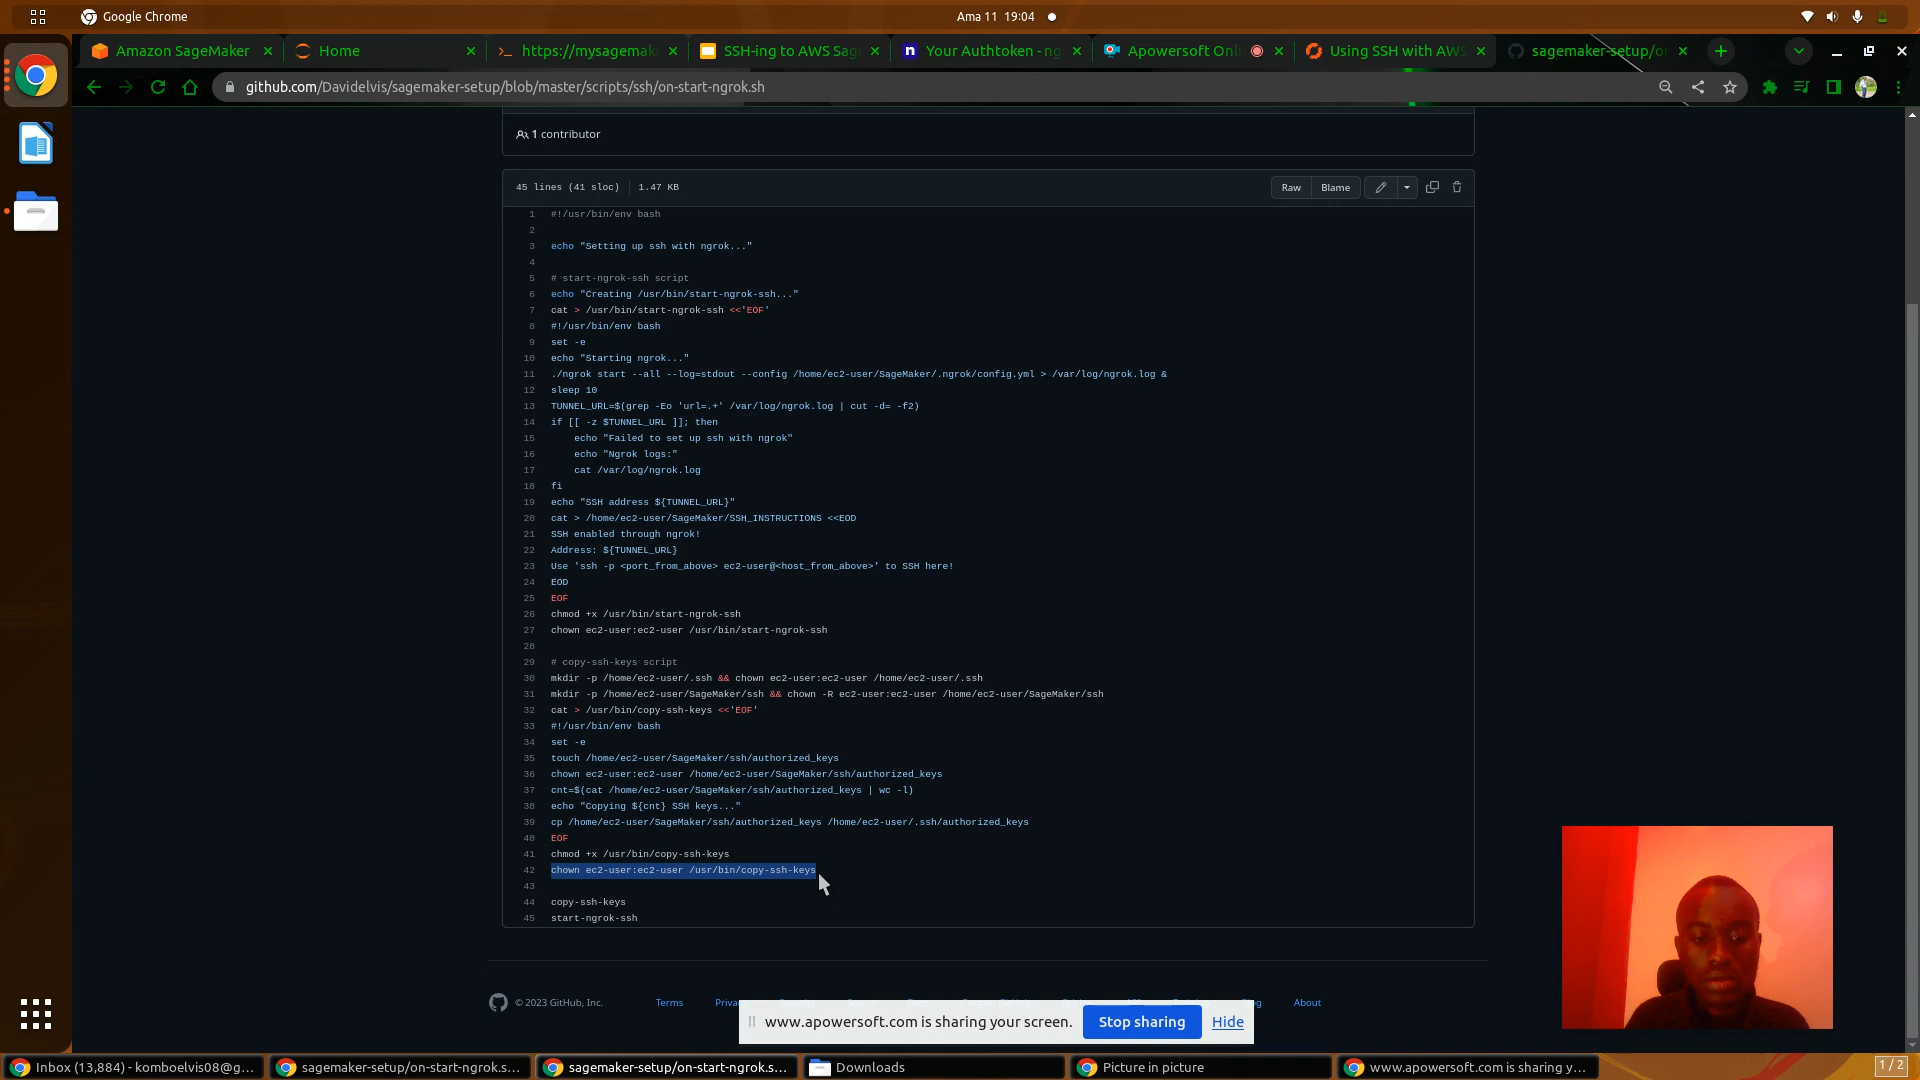 Google Chrome
Ama 11 19:04
Amazon SageMaker
Home
https://mysagemak
SSH-ing to AWS Sag
Your Authtoken - ng
Apowersoft Onli
Using SSH with AWS
sagemaker-setup/or
github.com/Davidelvis/sagemaker-setup/blob/master/scripts/ssh/on-start-ngrok.sh
1 contributor
45 lines (41 sloc) 1.47 KB
Raw
Blame
1 #!/usr/bin/env bash
2
3 echo "Setting up ssh with ngrok..."
4
5 # start-ngrok-ssh script
6 echo "Creating /usr/bin/start-ngrok-ssh..."
7 cat > /usr/bin/start-ngrok-ssh <<'EOF'
8 #!/usr/bin/env bash
9 set -e
10 echo "Starting ngrok..."
11 ./ngrok start --all --log=stdout --config /home/ec2-user/SageMaker/.ngrok/config.yml > /var/log/ngrok.log &
12 sleep 10
13 TUNNEL_URL=$(grep -Eo 'url=.+' /var/log/ngrok.log | cut -d= -f2)
14 if [[ -z $TUNNEL_URL ]]; then
15 echo "Failed to set up ssh with ngrok"
16 echo "Ngrok logs:"
17 cat /var/log/ngrok.log
18 fi
19 echo "SSH address ${TUNNEL_URL}"
20 cat > /home/ec2-user/SageMaker/SSH_INSTRUCTIONS <<EOD
21 SSH enabled through ngrok!
22 Address: ${TUNNEL_URL}
23 Use 'ssh -p <port_from_above> ec2-user@<host_from_above>' to SSH here!
24 EOD
25 EOF
26 chmod +x /usr/bin/start-ngrok-ssh
27 chown ec2-user:ec2-user /usr/bin/start-ngrok-ssh
28
29 # copy-ssh-keys script
30 mkdir -p /home/ec2-user/.ssh && chown ec2-user:ec2-user /home/ec2-user/.ssh
31 mkdir -p /home/ec2-user/SageMaker/ssh && chown -R ec2-user:ec2-user /home/ec2-user/SageMaker/ssh
32 cat > /usr/bin/copy-ssh-keys <<'EOF'
33 #!/usr/bin/env bash
34 set -e
35 touch /home/ec2-user/SageMaker/ssh/authorized_keys
36 chown ec2-user:ec2-user /home/ec2-user/SageMaker/ssh/authorized_keys
37 cnt=$(cat /home/ec2-user/SageMaker/ssh/authorized_keys | wc -l)
38 echo "Copying ${cnt} SSH keys..."
39 cp /home/ec2-user/SageMaker/ssh/authorized_keys /home/ec2-user/.ssh/authorized_keys
40 EOF
41 chmod +x /usr/bin/copy-ssh-keys
42 chown ec2-user:ec2-user /usr/bin/copy-ssh-keys
43
44 copy-ssh-keys
45 start-ngrok-ssh
© 2023 GitHub, Inc.
Terms
Priva
About
www.apowersoft.com is sharing your screen.
Stop sharing
Hide
Inbox (13,884) - komboelvis08@g...
sagemaker-setup/on-start-ngrok.s...
sagemaker-setup/on-start-ngrok.s...
Downloads
Picture in picture
www.apowersoft.com is sharing y...
1 / 2